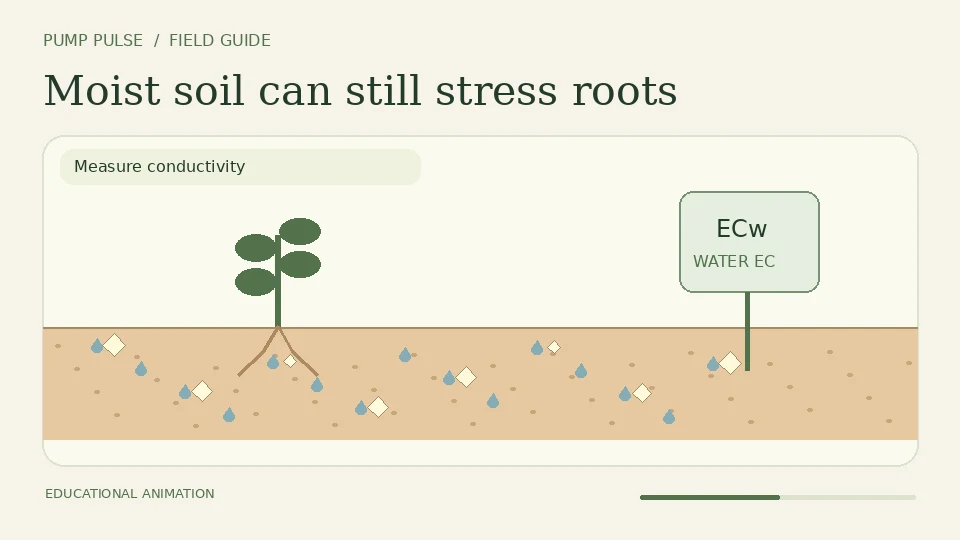 PUMP PULSE / FIELD GUIDE
Moist soil can still stress roots
Measure conductivity
ECw
WATER EC
EDUCATIONAL ANIMATION